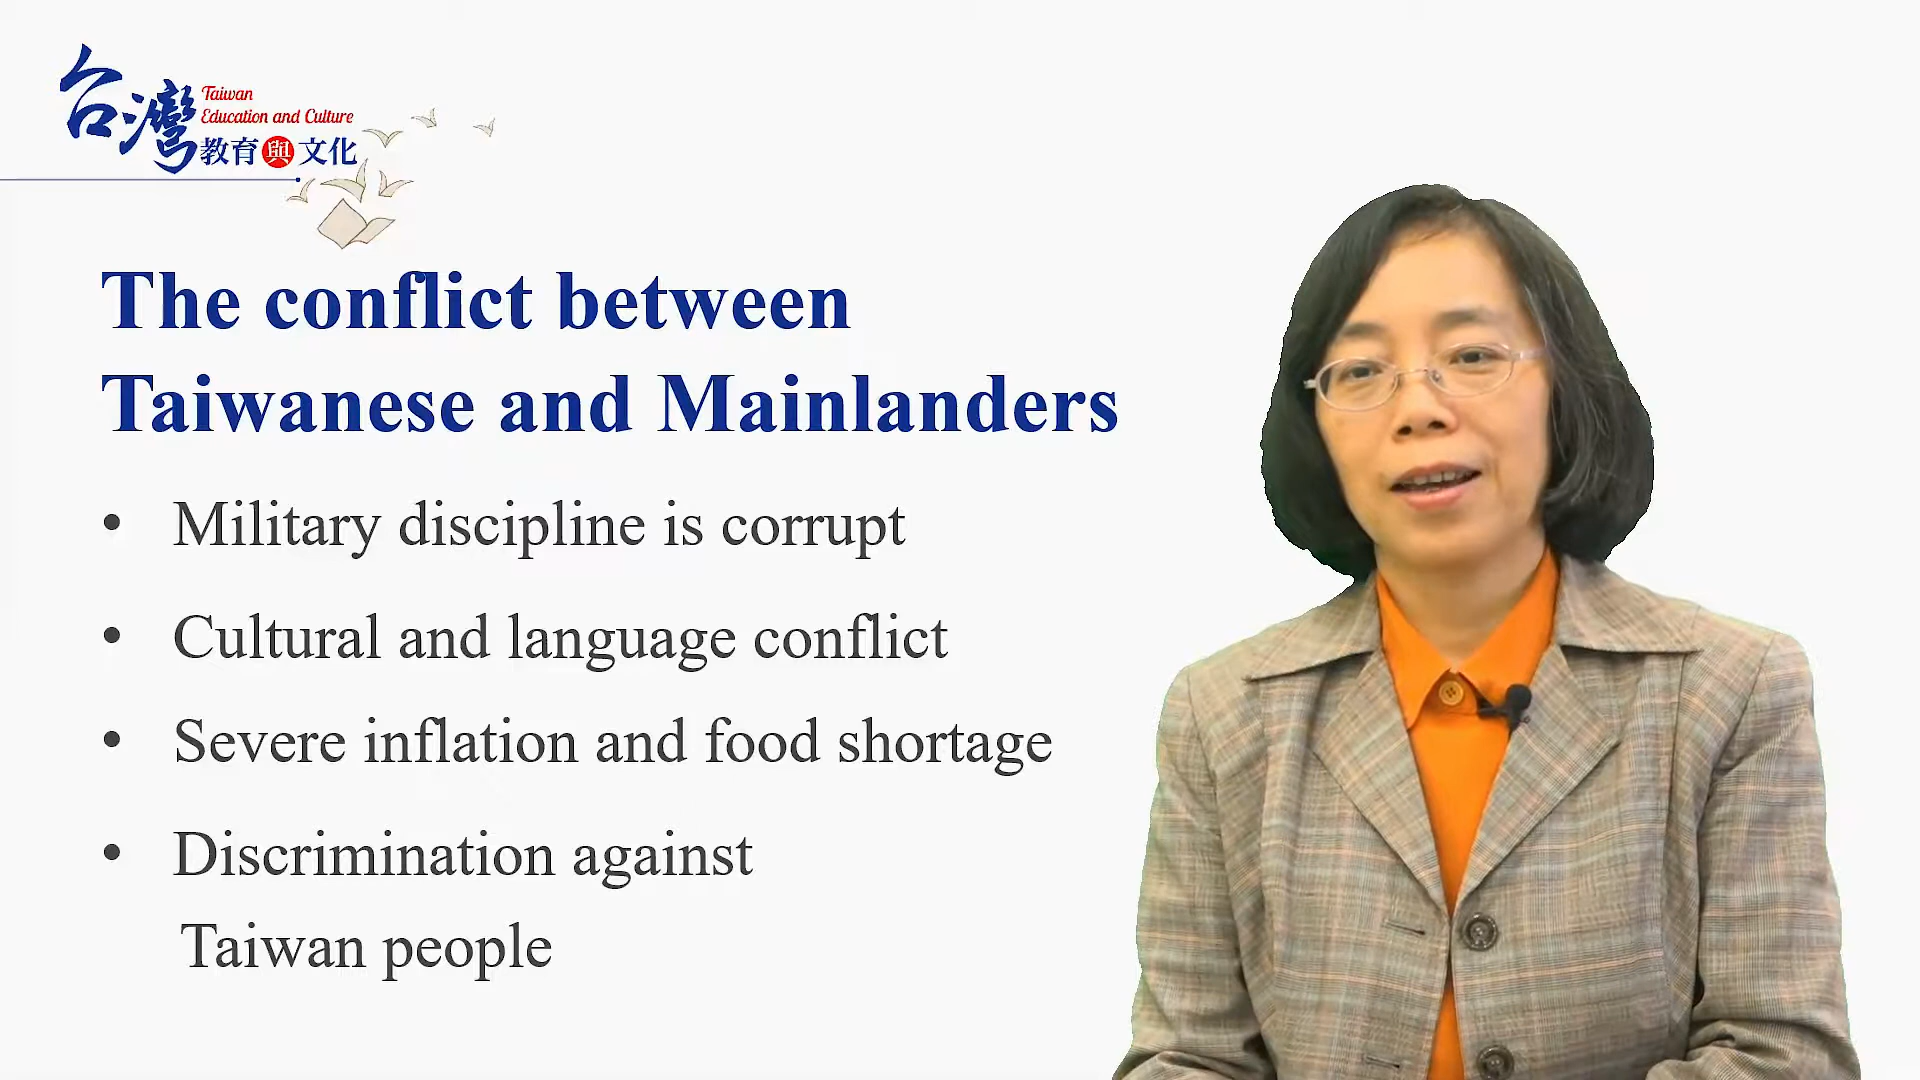 台灣
Taiwan
Education and Culture
教育與文化
The conflict between
Taiwanese and Mainlanders
• Military discipline is corrupt
• Cultural and language conflict
• Severe inflation and food shortage
• Discrimination against
Taiwan people